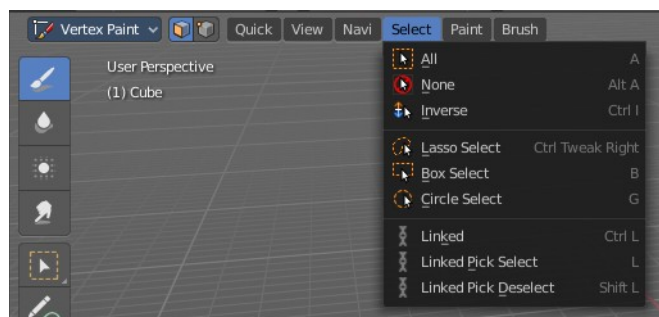 Vertex Paint Quick View Navi Select Paint Brush
User Perspective
(1) Cube
All A
None Alt A
Inverse Ctrl I
Lasso Select Ctrl Tweak Right
Box Select B
Circle Select G
Linked Ctrl L
Linked Pick Select L
Linked Pick Deselect Shift L